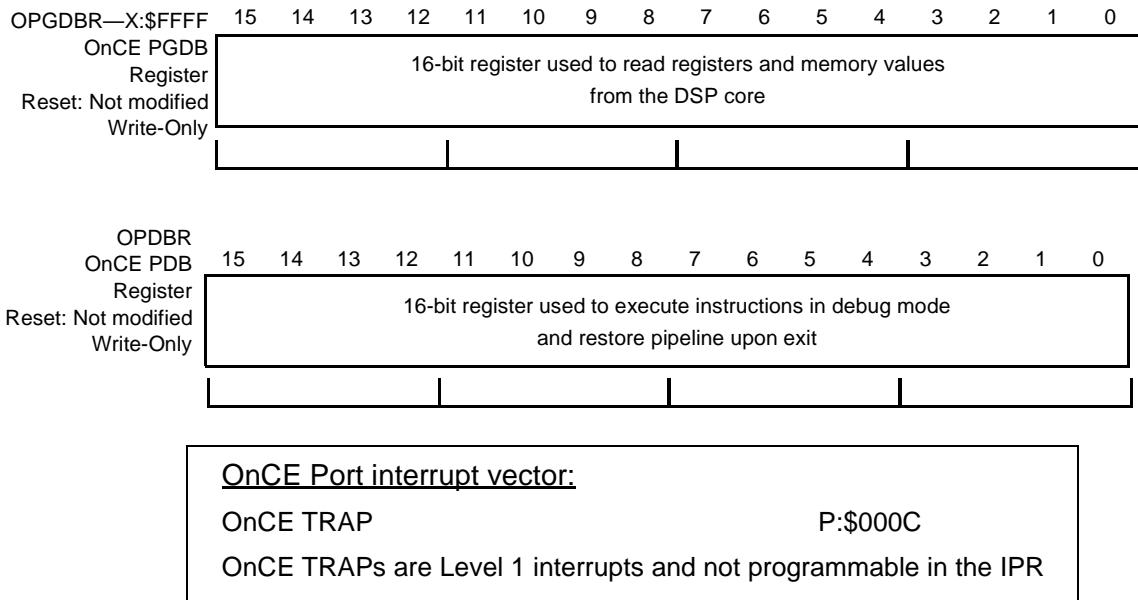 OPGDBR—X:$FFFF 15 14 13 12 11 10 9 8 7 6 5 4 3 2 1 0
OnCE PGDB
Register
Reset: Not modified
Write-Only
16-bit register used to read registers and memory values
from the DSP core
OPDBR
OnCE PDB 15 14 13 12 11 10 9 8 7 6 5 4 3 2 1 0
Register
Reset: Not modified
Write-Only
16-bit register used to execute instructions in debug mode
and restore pipeline upon exit
OnCE Port interrupt vector:
OnCE TRAP P:$000C
OnCE TRAPs are Level 1 interrupts and not programmable in the IPR